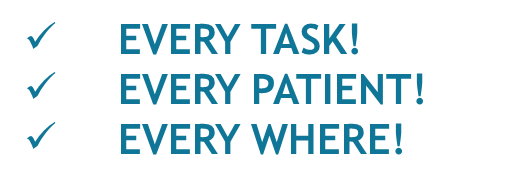 ✓ EVERY TASK!
✓ EVERY PATIENT!
✓ EVERY WHERE!